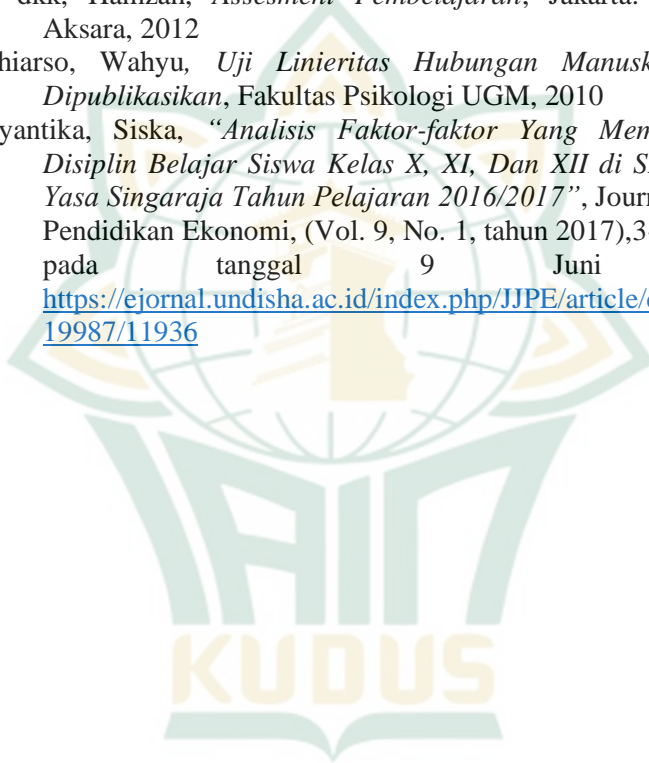 dkk, Hamzah, Assesment Pembelajaran, Jakarta:
Aksara, 2012
hiarso, Wahyu, Uji Linieritas Hubungan Manusk
Dipublikasikan, Fakultas Psikologi UGM, 2010
yantika, Siska, “Analisis Faktor-faktor Yang Mem
Disiplin Belajar Siswa Kelas X, XI, Dan XII di S
Yasa Singaraja Tahun Pelajaran 2016/2017”, Journ
Pendidikan Ekonomi, (Vol. 9, No. 1, tahun 2017),3-
pada tanggal 9 Juni
https://ejornal.undisha.ac.id/index.php/JJPE/article/
19987/11936
IAIN
KUDUS